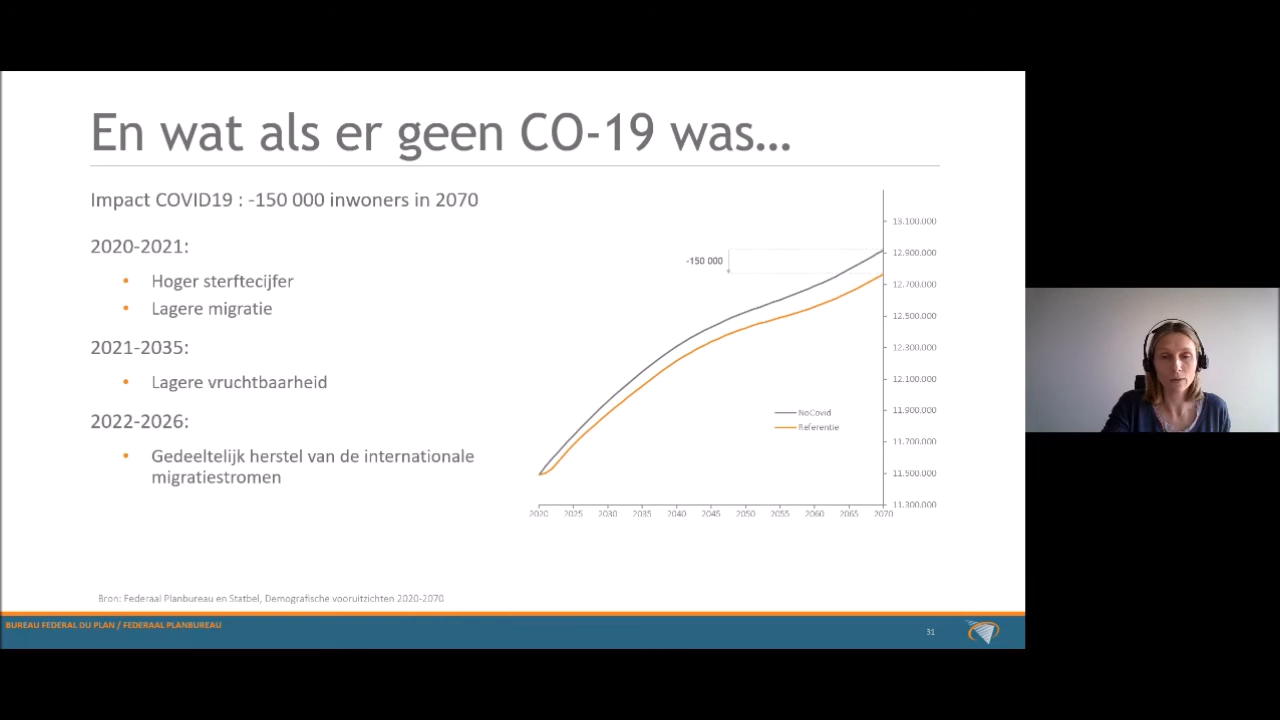 En wat als er geen CO-19 was...
Impact COVID19 : -150 000 inwoners in 2070
2020-2021:
• Hoger sterftecijfer
• Lagere migratie
2021-2035:
• Lagere vruchtbaarheid
2022-2026:
• Gedeeltelijk herstel van de internationale
migratiestromen
-150 000
13.100.000
12.900.000
12.700.000
12.500.000
12.300.000
12.100.000
11.900.000
11.700.000
11.500.000
11.300.000
NoCovid
Referentie
2020 2025 2030 2035 2040 2045 2050 2055 2060 2065 2070
Bron: Federaal Planbureau en Statbel, Demografische vooruitzichten 2020-2070
BUREAU FEDERAL DU PLAN / FEDERAAL PLANBUREAU
31